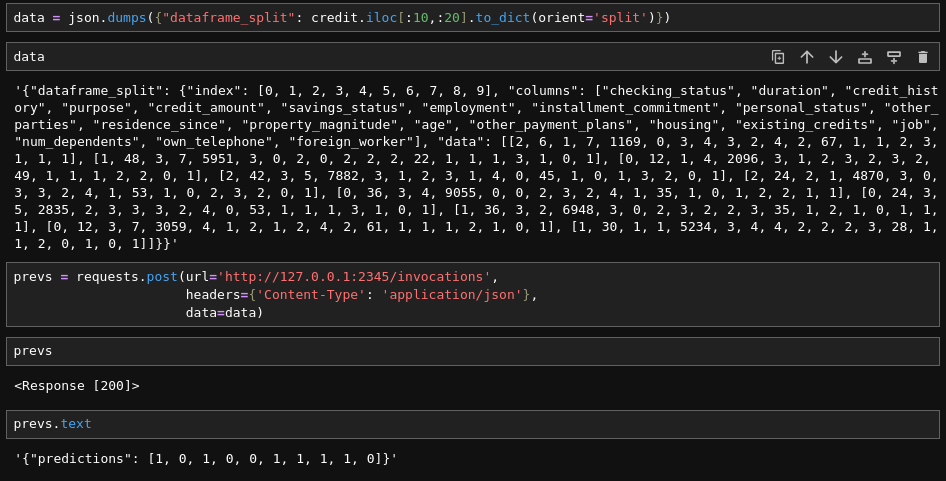 data = json.dumps({"dataframe_split": credit.iloc[:10,:20].to_dict(orient='split')})
data
'{"dataframe_split": {"index": [0, 1, 2, 3, 4, 5, 6, 7, 8, 9], "columns": ["checking_status", "duration", "credit_hist
ory", "purpose", "credit_amount", "savings_status", "employment", "installment_commitment", "personal_status", "other_
parties", "residence_since", "property_magnitude", "age", "other_payment_plans", "housing", "existing_credits", "job",
"num_dependents", "own_telephone", "foreign_worker"], "data": [[2, 6, 1, 7, 1169, 0, 3, 4, 3, 2, 4, 2, 67, 1, 1, 2, 3,
1, 1, 1], [1, 48, 3, 7, 5951, 3, 0, 2, 0, 2, 2, 2, 22, 1, 1, 1, 3, 1, 0, 1], [0, 12, 1, 4, 2096, 3, 1, 2, 3, 2, 3, 2,
49, 1, 1, 1, 2, 2, 0, 1], [2, 42, 3, 5, 7882, 3, 1, 2, 3, 1, 4, 0, 45, 1, 0, 1, 3, 2, 0, 1], [2, 24, 2, 1, 4870, 3, 0,
3, 3, 2, 4, 1, 53, 1, 0, 2, 3, 2, 0, 1], [0, 36, 3, 4, 9055, 0, 0, 2, 3, 2, 4, 1, 35, 1, 0, 1, 2, 2, 1, 1], [0, 24, 3,
5, 2835, 2, 3, 3, 3, 2, 4, 0, 53, 1, 1, 1, 3, 1, 0, 1], [1, 36, 3, 2, 6948, 3, 0, 2, 3, 2, 2, 3, 35, 1, 2, 1, 0, 1, 1,
1], [0, 12, 3, 7, 3059, 4, 1, 2, 1, 2, 4, 2, 61, 1, 1, 1, 2, 1, 0, 1], [1, 30, 1, 1, 5234, 3, 4, 4, 2, 2, 2, 3, 28, 1,
1, 2, 0, 1, 0, 1]]}}'
prevs = requests.post(url='http://127.0.0.1:2345/invocations',
headers={'Content-Type': 'application/json'},
data=data)
prevs
<Response [200]>
prevs.text
'{"predictions": [1, 0, 1, 0, 0, 1, 1, 1, 1, 0]}'